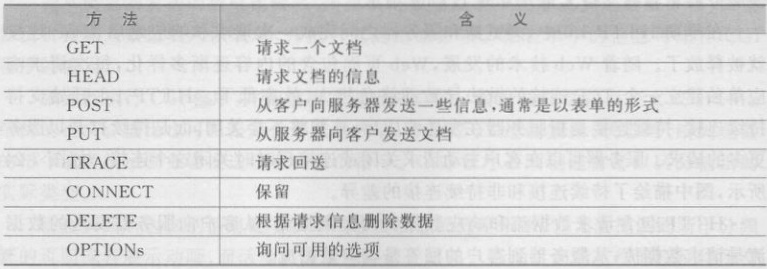 方 法 含 义
GET 请求一个文档
HEAD 请求文档的信息
POST 从客户向服务器发送一些信息,通常是以表单的形式
PUT 从服务器向客户发送文档
TRACE 请求回送
CONNECT 保留
DELETE 根据请求信息删除数据
OPTIONs 询问可用的选项